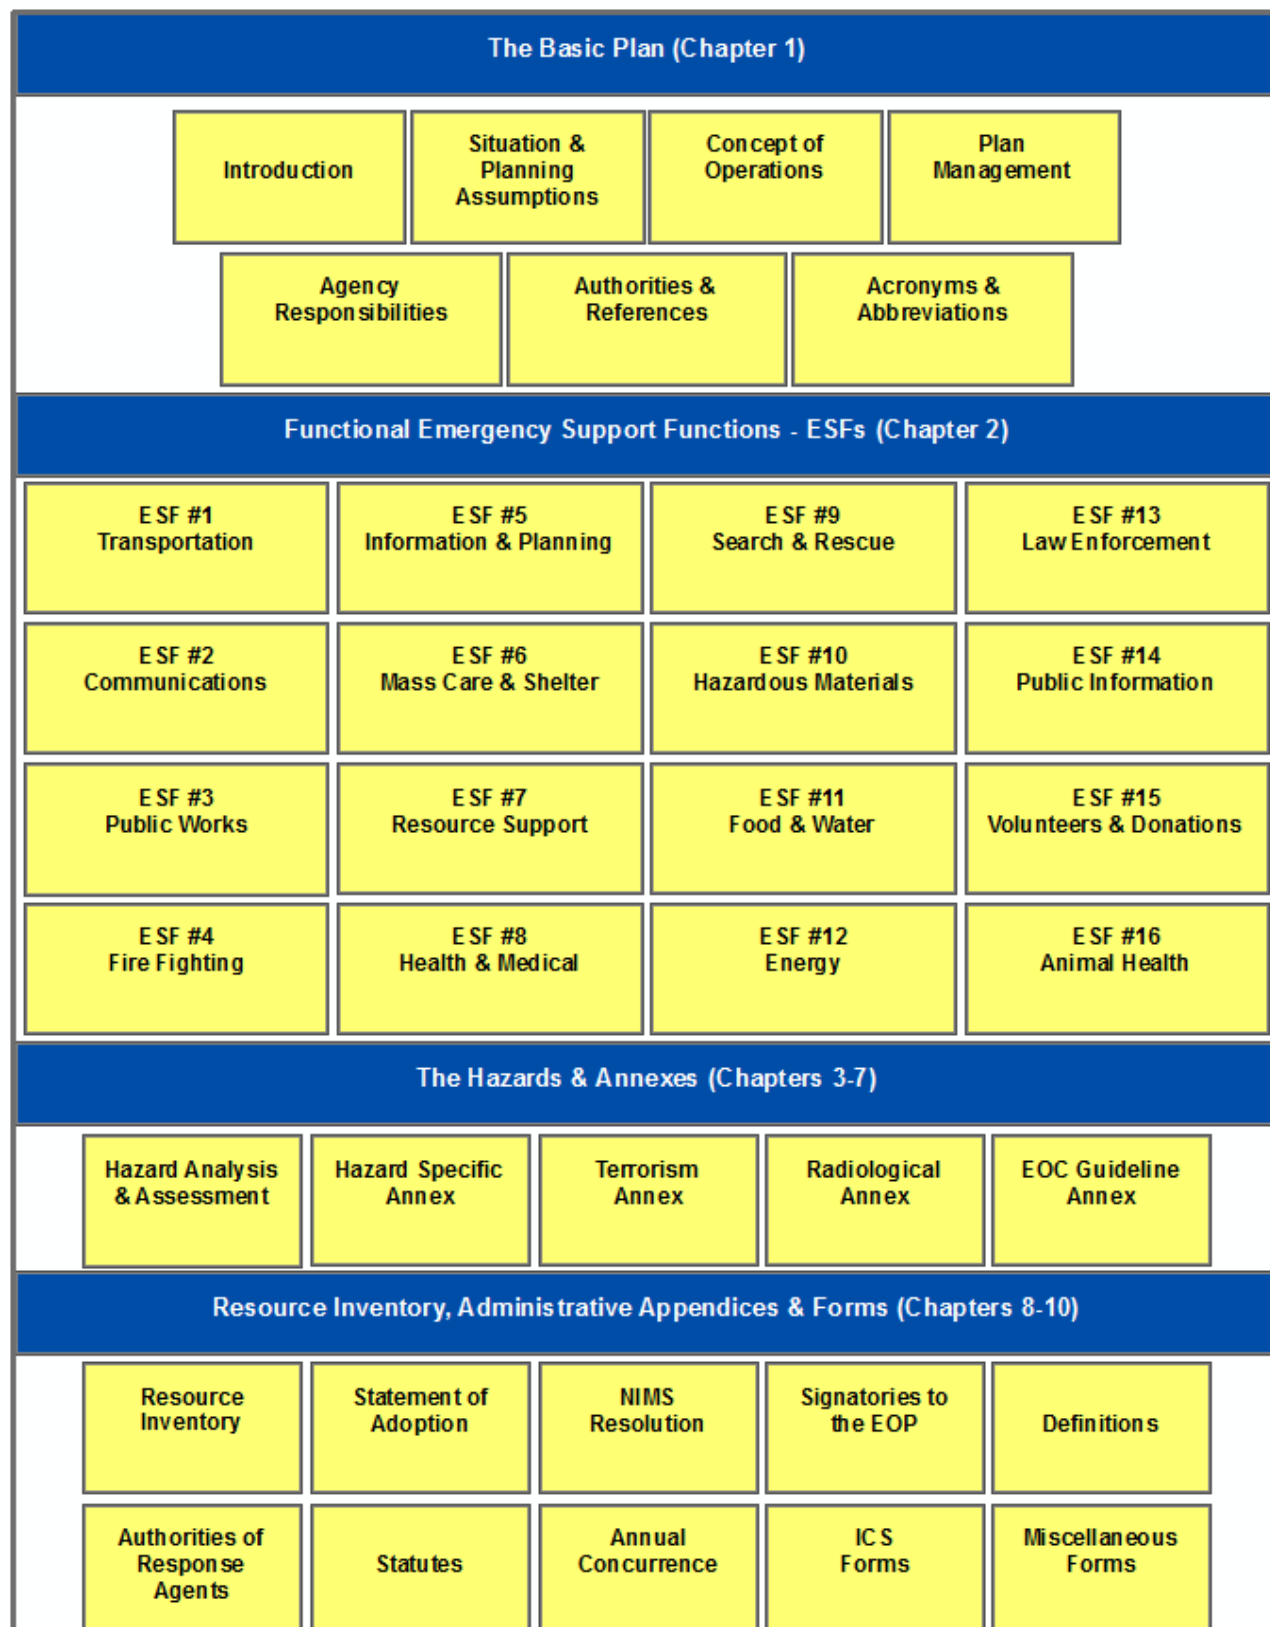 The Basic Plan (Chapter 1)
Introduction
Situation &
Planning
Assumptions
Concept of
Operations
Plan
Management
Agency
Responsibilities
Authorities &
References
Acronyms &
Abbreviations
Functional Emergency Support Functions - ESFs (Chapter 2)
ESF #1
Transportation
ESF #5
Information & Planning
ESF #9
Search & Rescue
ESF #13
Law Enforcement
ESF #2
Communications
ESF #6
Mass Care & Shelter
ESF #10
Hazardous Materials
ESF #14
Public Information
ESF #3
Public Works
ESF #7
Resource Support
ESF #11
Food & Water
ESF #15
Volunteers & Donations
ESF #4
Fire Fighting
ESF #8
Health & Medical
ESF #12
Energy
ESF #16
Animal Health
The Hazards & Annexes (Chapters 3-7)
Hazard Analysis
& Assessment
Hazard Specific
Annex
Terrorism
Annex
Radiological
Annex
EOC Guideline
Annex
Resource Inventory, Administrative Appendices & Forms (Chapters 8-10)
Resource
Inventory
Statement of
Adoption
NIMS
Resolution
Signatories to
the EOP
Definitions
Authorities of
Response
Agents
Statutes
Annual
Concurrence
ICS
Forms
Miscellaneous
Forms